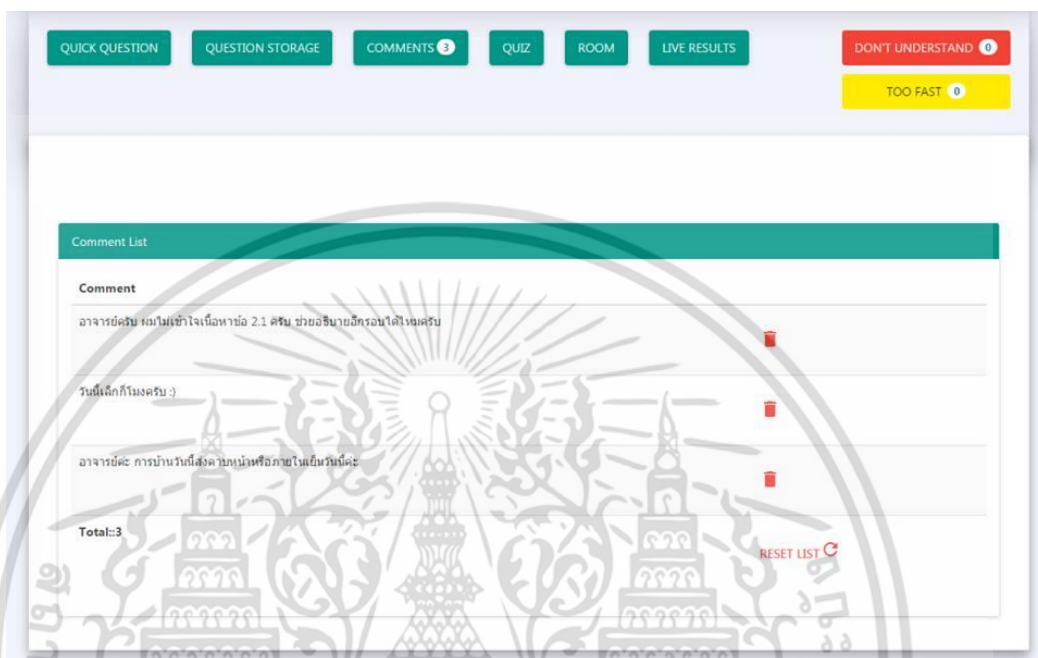 QUICK QUESTION QUESTION STORAGE COMMENTS 3 QUIZ ROOM LIVE RESULTS DON'T UNDERSTAND 0
TOO FAST 0
Comment List
Comment
อาจารย์ครับ ผมไม่เข้าใจเนื้อหาข้อ 2.1 ครับ ช่วยอธิบายอีกรอบได้ไหมครับ
วันนี้เลิกกี่โมงครับ :)
อาจารย์ค่ะ การบ้านวันนี้ส่งคาบหน้าหรือภายในเย็นวันนี้ค่ะ
Total::3
RESET LIST